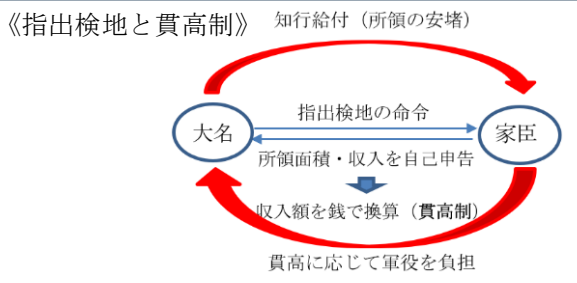 《指出検地と貫高制》
知行給付（所領の安堵）
指出検地の命令
大名
家臣
所領面積・収入を自己申告
収入額を銭で換算（貫高制）
貫高に応じて軍役を負担